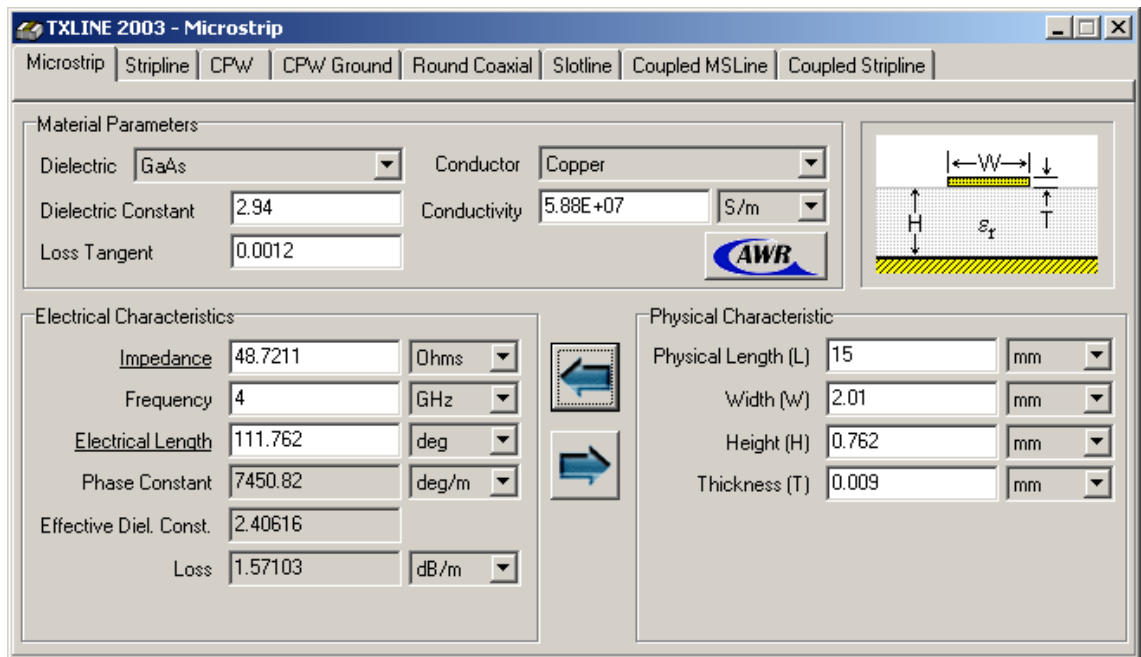 TXLINE 2003 - Microstrip
Microstrip Stripline CPW CPW Ground Round Coaxial Slotline Coupled MSLine Coupled Stripline
Material Parameters
Dielectric GaAs Conductor Copper
Dielectric Constant 2.94 Conductivity 5.88E+07 S/m
Loss Tangent 0.0012
AWR
W
H
εr
T
Electrical Characteristics
Impedance 48.7211 Ohms
Frequency 4 GHz
Electrical Length 111.762 deg
Phase Constant 7450.82 deg/m
Effective Diel. Const. 2.40616
Loss 1.57103 dB/m
Physical Characteristic
Physical Length (L) 15 mm
Width (W) 2.01 mm
Height (H) 0.762 mm
Thickness (T) 0.009 mm